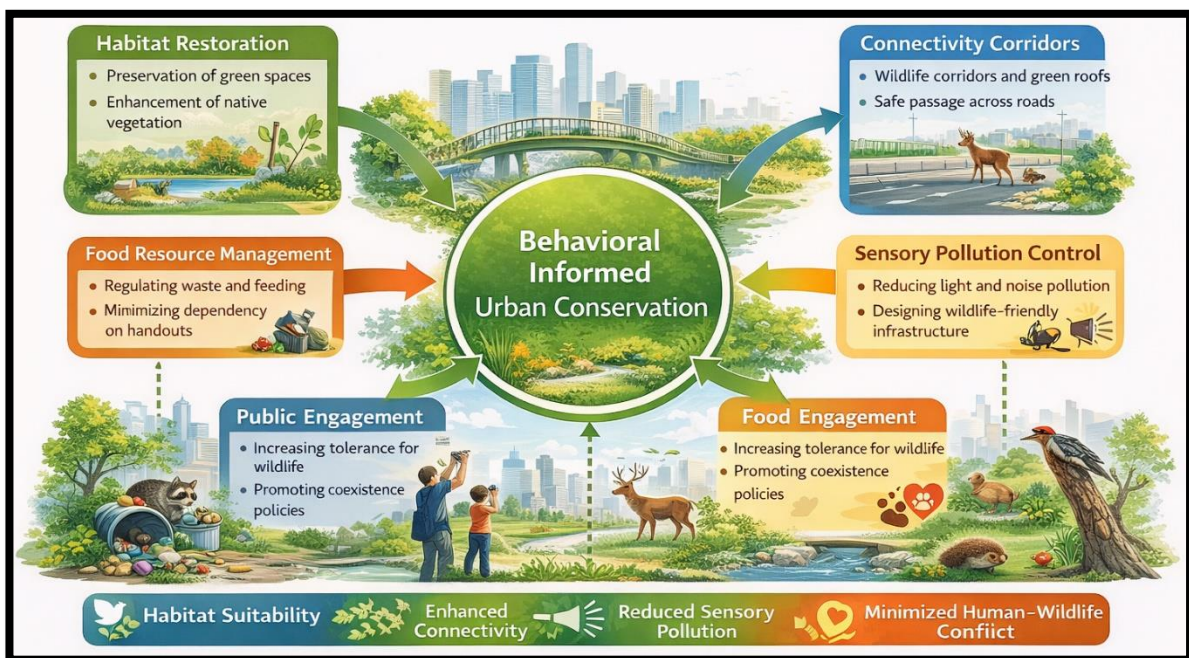 Habitat Restoration
• Preservation of green spaces
• Enhancement of native
vegetation
Connectivity Corridors
• Wildlife corridors and green roofs
• Safe passage across roads
Behavioral
Informed
Urban Conservation
Food Resource Management
• Regulating waste and feeding
• Mimimizing dependency
on handouts
Sensory Pollution Control
• Reducing light and noise pollution
• Designing wildlife-friendly
infrastructure
Public Engagement
• Increasing tolerance for
wildlife
• Promoting coexistence
policies
Food Engagement
• Increasing tolerance for wildlife
• Promoting coexistence
policies
Habitat Suitability
Enhanced
Connectivity
Reduced Sensory
Pollution
Minimized Human-Wildlife
Conflict